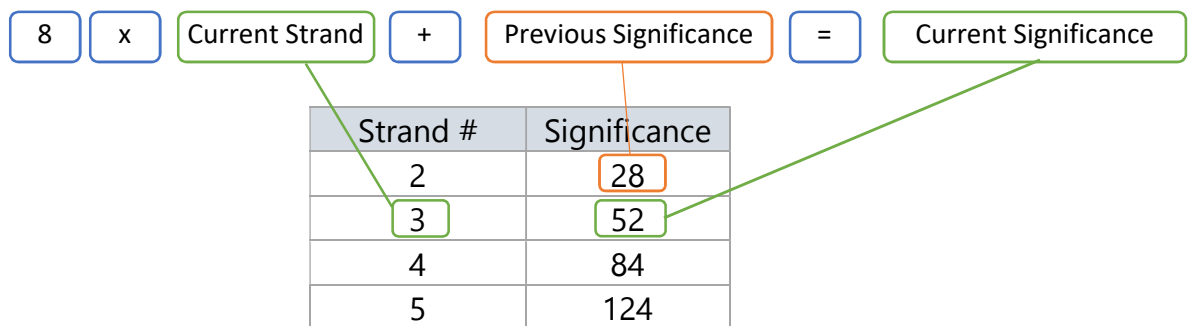 8 x Current Strand + Previous Significance = Current Significance
Strand # Significance
2 28
3 52
4 84
5 124